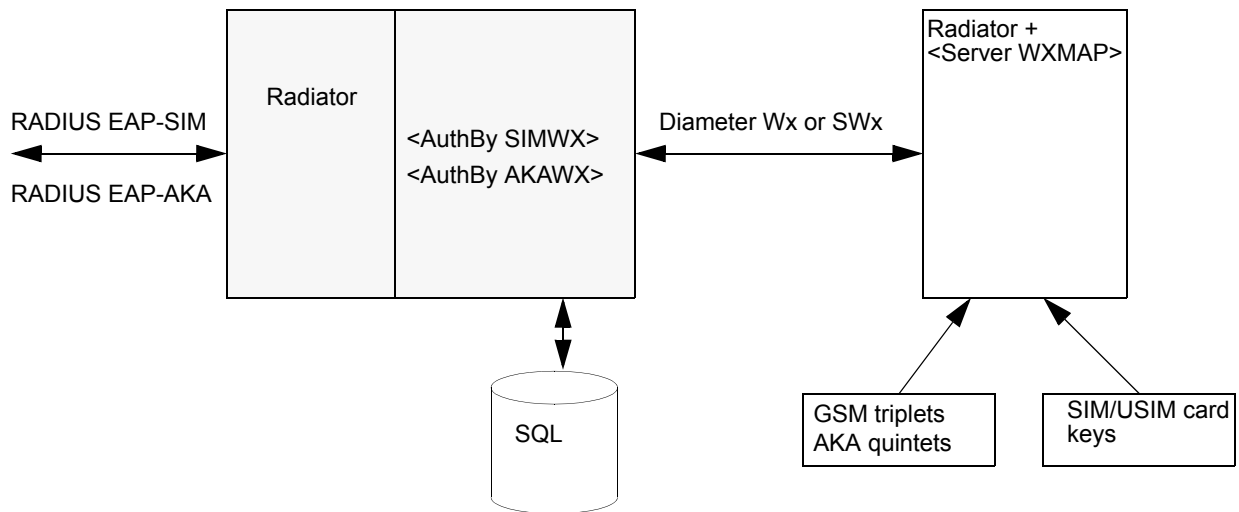 Radiator +
<Server WXMAP>
Radiator
RADIUS EAP-SIM
Diameter Wx or SWx
<AuthBy SIMWX>
<AuthBy AKAWX>
RADIUS EAP-AKA
SQL
GSM triplets
AKA quintets
SIM/USIM card
keys